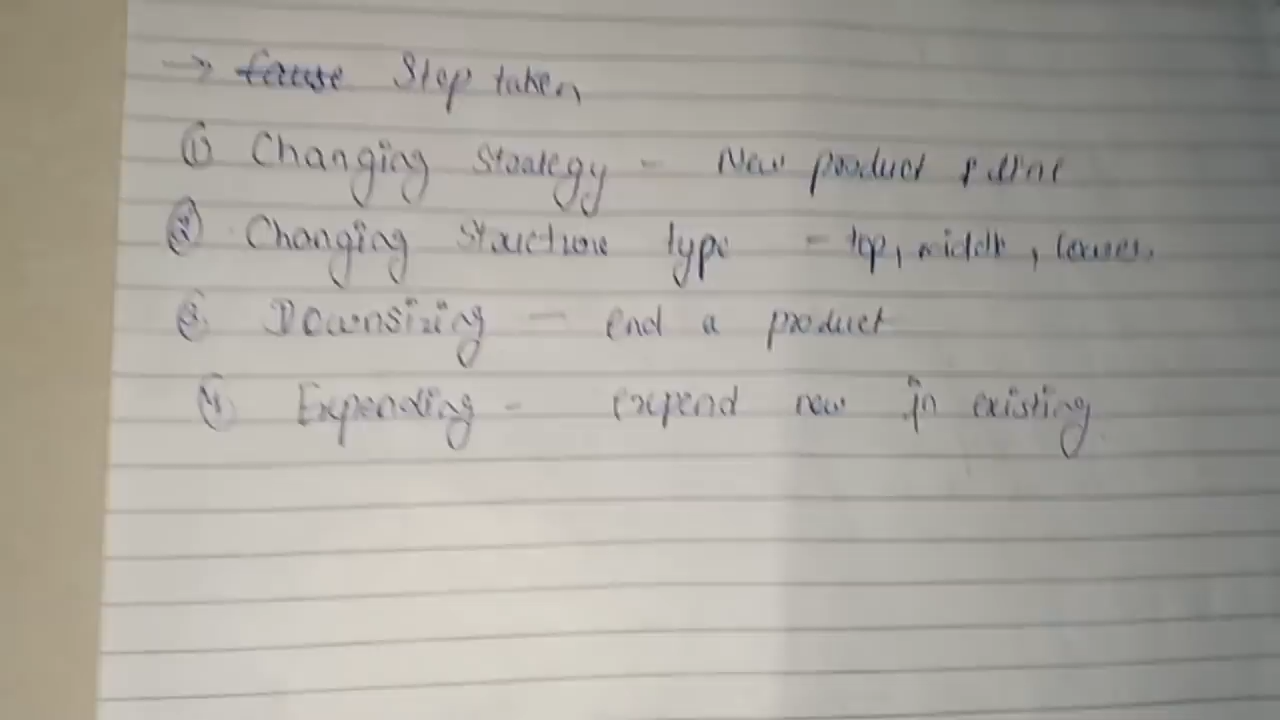 → Step taken
① Changing Strategy - New product
② Changing structure type - top, middle, lower.
③ Downsizing - end a product
④ Expending - expend new in existing